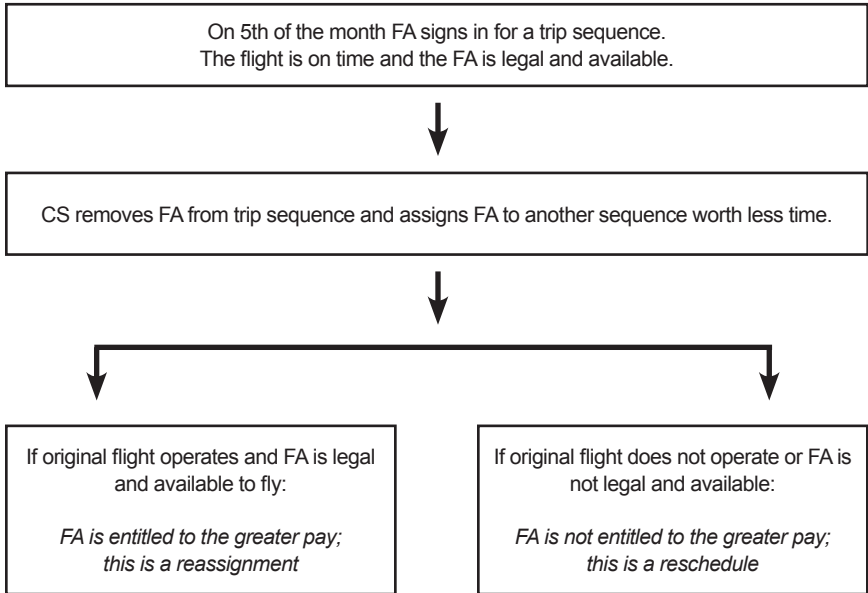 On 5th of the month FA signs in for a trip sequence.
The flight is on time and the FA is legal and available.
CS removes FA from trip sequence and assigns FA to another sequence worth less time.
If original flight operates and FA is legal
and available to fly:
FA is entitled to the greater pay;
this is a reassignment
If original flight does not operate or FA is
not legal and available:
FA is not entitled to the greater pay;
this is a reschedule